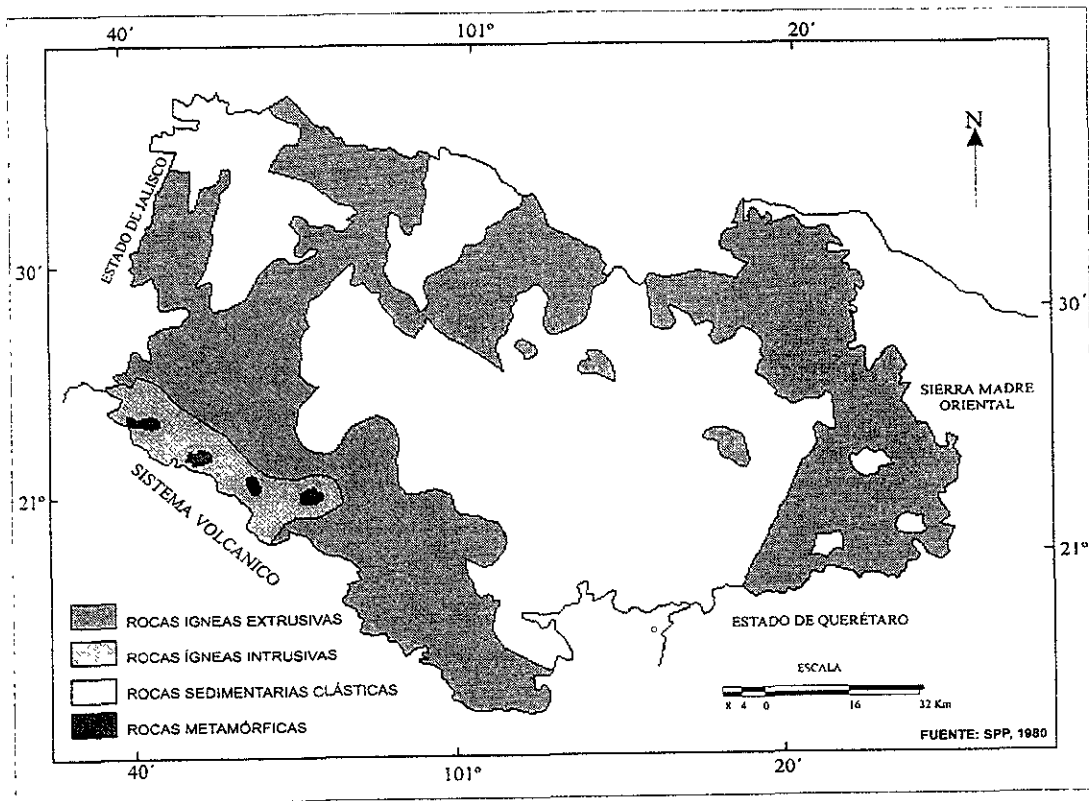 40´ 101° 20´
N
ESTADO DE JALISCO
30´ 30´
SIERRA MADRE
ORIENTAL
21° 21°
SISTEMA VOLCANICO
ROCAS IGNEAS EXTRUSIVAS
ESTADO DE QUERÉTARO
ROCAS ÍGNEAS INTRUSIVAS
ESCALA
ROCAS SEDIMENTARIAS CLÁSTICAS
4 0 16 32 Km
ROCAS METAMÓRFICAS
FUENTE: SPP, 1980
40´ 101° 20´